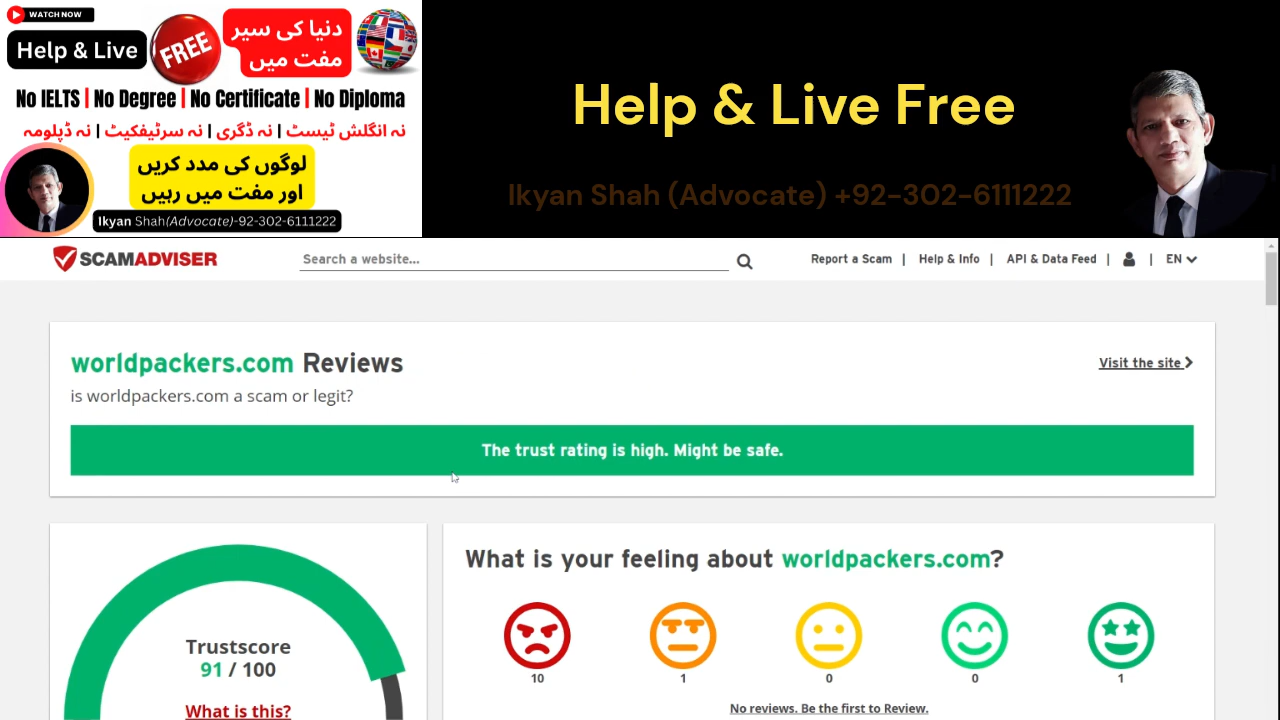 WATCH NOW
Help & Live
FREE
دنیا کی سیر
مفت میں
No IELTS | No Degree | No Certificate | No Diploma
نہ انگلش ٹیسٹ | نہ ڈگری | نہ سرٹیفکیٹ | نہ ڈپلومہ
لوگوں کی مدد کریں
اور مفت میں رہیں
Ikyan Shah(Advocate)-92-302-6111222
Help & Live Free
Ikyan Shah (Advocate) +92-302-6111222
SCAMADVISER
Search a website...
Report a Scam | Help & Info | API & Data Feed | | EN
worldpackers.com Reviews
Visit the site
is worldpackers.com a scam or legit?
The trust rating is high. Might be safe.
Trustscore
91 / 100
What is this?
What is your feeling about worldpackers.com?
10 1 0 0 1
No reviews. Be the first to Review.